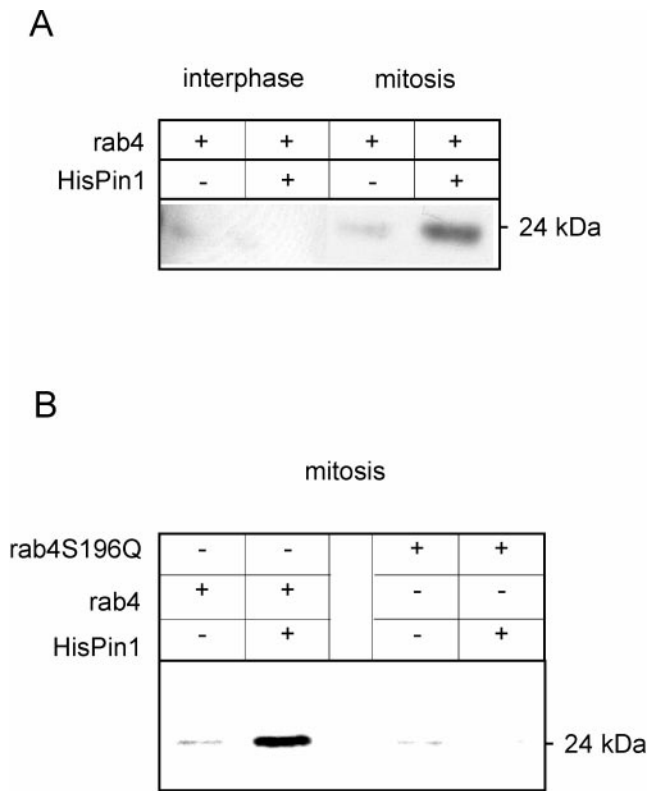 A
interphase mitosis
rab4 + + + +
HisPin1 - + - +
24 kDa
B
mitosis
rab4S196Q - - + +
rab4 + + - -
HisPin1 - + - +
24 kDa